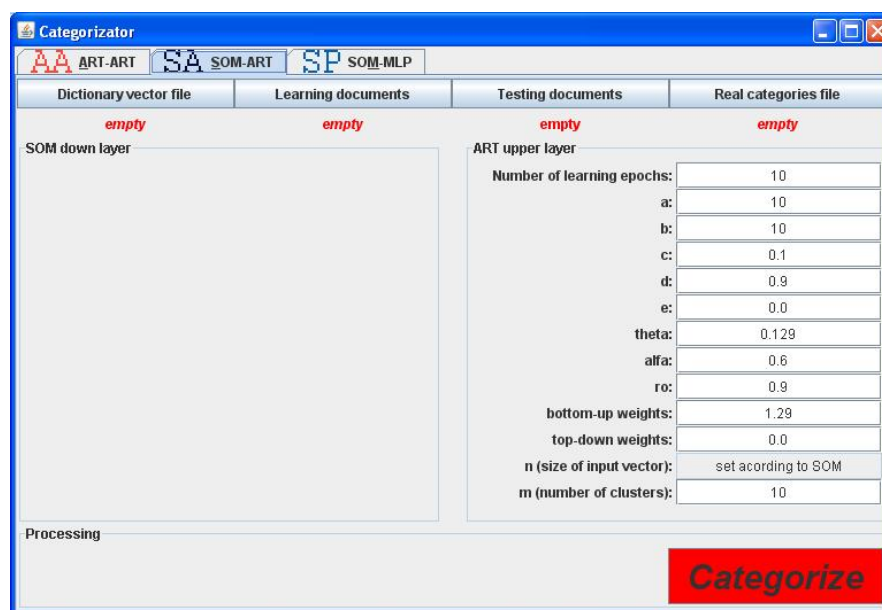 Categorizator
AA ART-ART SA SOM-ART SP SOM-MLP
Dictionary vector file Learning documents Testing documents Real categories file
empty empty empty empty
SOM down layer ART upper layer
Number of learning epochs: 10
a: 10
b: 10
c: 0.1
d: 0.9
e: 0.0
theta: 0.129
alfa: 0.6
ro: 0.9
bottom-up weights: 1.29
top-down weights: 0.0
n (size of input vector): set acording to SOM
m (number of clusters): 10
Processing
Categorize